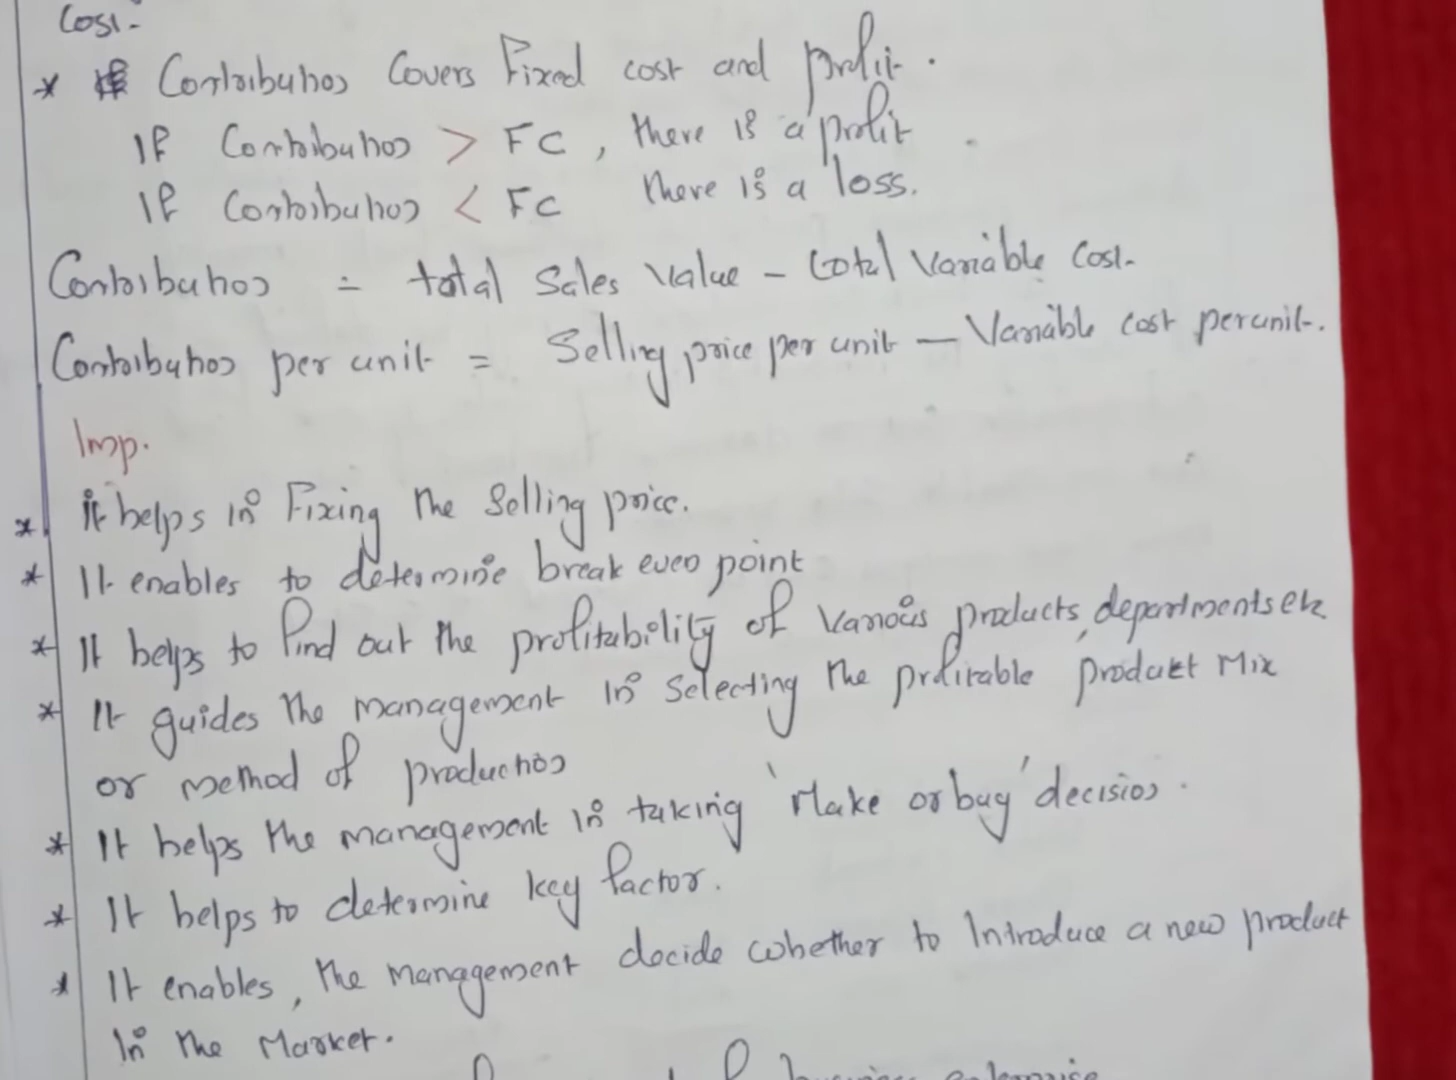 Cost.
* Contribution Covers Fixed cost and profit.
If Contribution > FC, there is a profit
If Contribution < FC there is a loss.
Contribution = total Sales Value - total Variable Cost.
Contribution per unit = Selling price per unit - Variable cost per unit.
Imp.
* it helps in Fixing the Selling price.
* It enables to determine break even point
* It helps to find out the profitability of various products, departments etc
* It guides the management in selecting the profitable product Mix
or method of production
* It helps the management in taking 'Make or buy' decision.
* It helps to determine key factor.
* It enables, the management decide whether to Introduce a new product
In the Market.